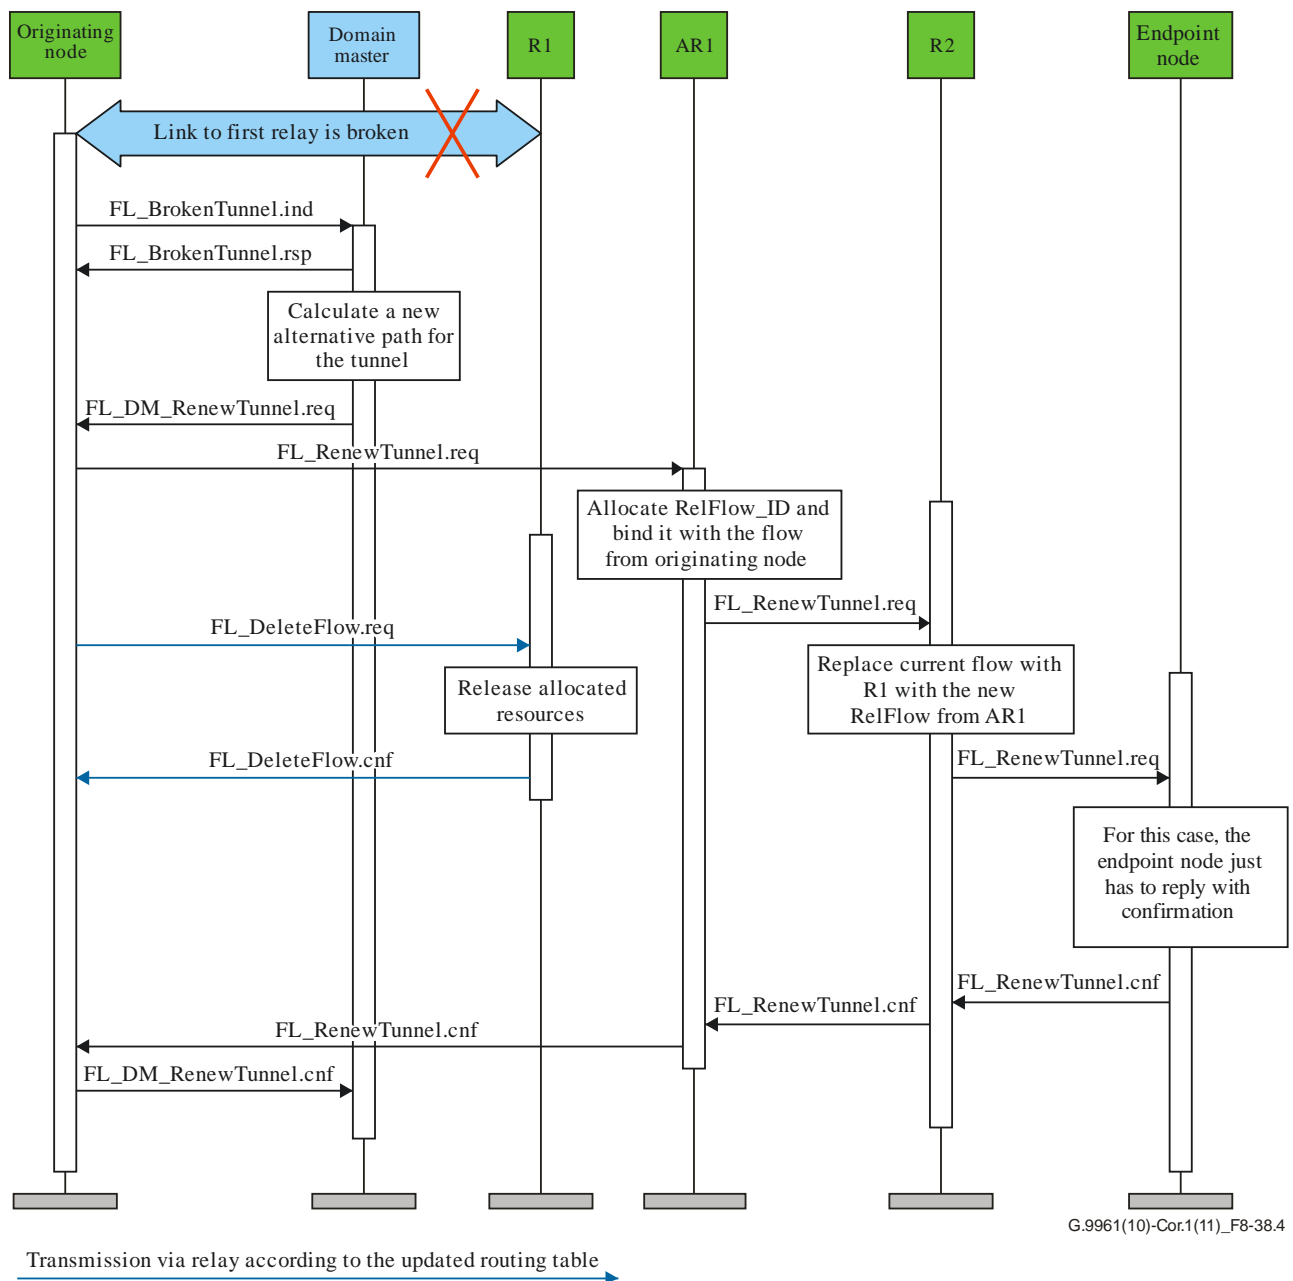 Originating
node
Domain
master
R1
AR1
R2
Endpoint
node
Link to first relay is broken
FL_BrokenTunnel.ind
FL_BrokenTunnel.rsp
Calculate a new
alternative path for
the tunnel
FL_DM_RenewTunnel.req
FL_RenewTunnel.req
Allocate RelFlow_ID and
bind it with the flow
from originating node
FL_RenewTunnel.req
FL_DeleteFlow.req
Replace current flow with
R1 with the new
RelFlow from AR1
Release allocated
resources
FL_DeleteFlow.cnf
FL_RenewTunnel.req
For this case, the
endpoint node just
has to reply with
confirmation
FL_RenewTunnel.cnf
FL_RenewTunnel.cnf
FL_RenewTunnel.cnf
FL_DM_RenewTunnel.cnf
G.9961(10)-Cor.1(11)_F8-38.4
Transmission via relay according to the updated routing table